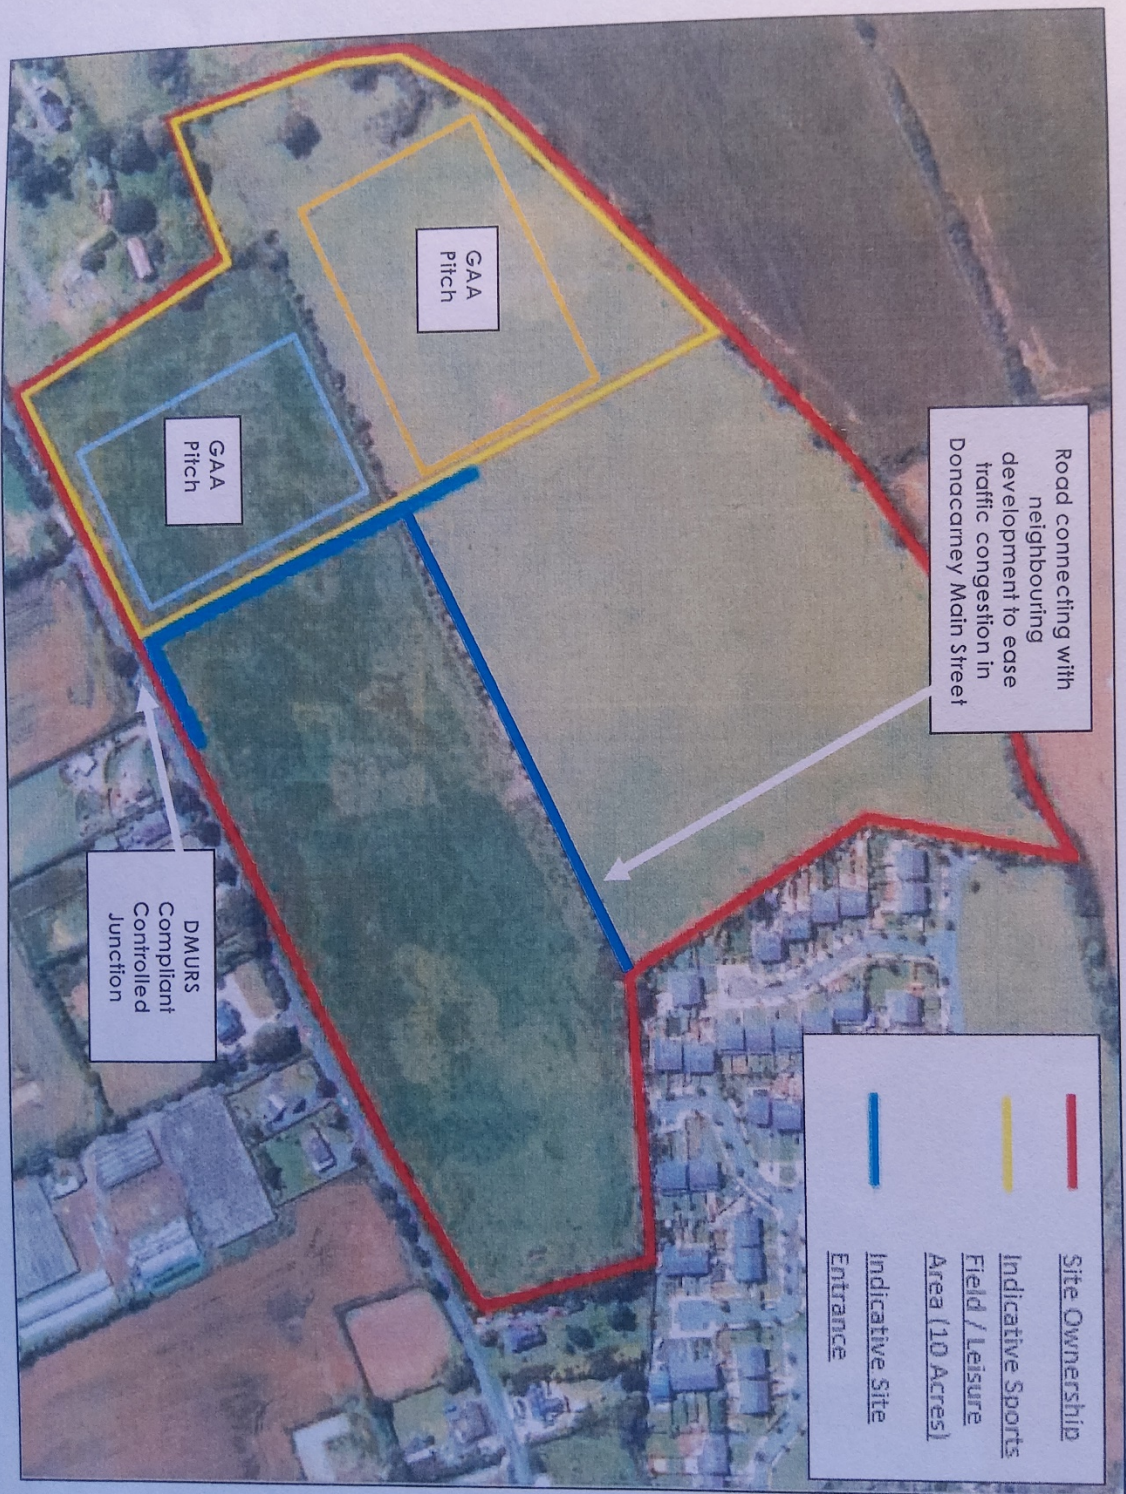 Road connecting with
neighbouring
development to ease
traffic congestion in
Donacarney Main Street
Site Ownership
Indicative Sports
Field / Leisure
Area (10 Acres)
Indicative Site
Entrance
GAA
Pitch
GAA
Pitch
DMURS
Compliant
Controlled
Junction